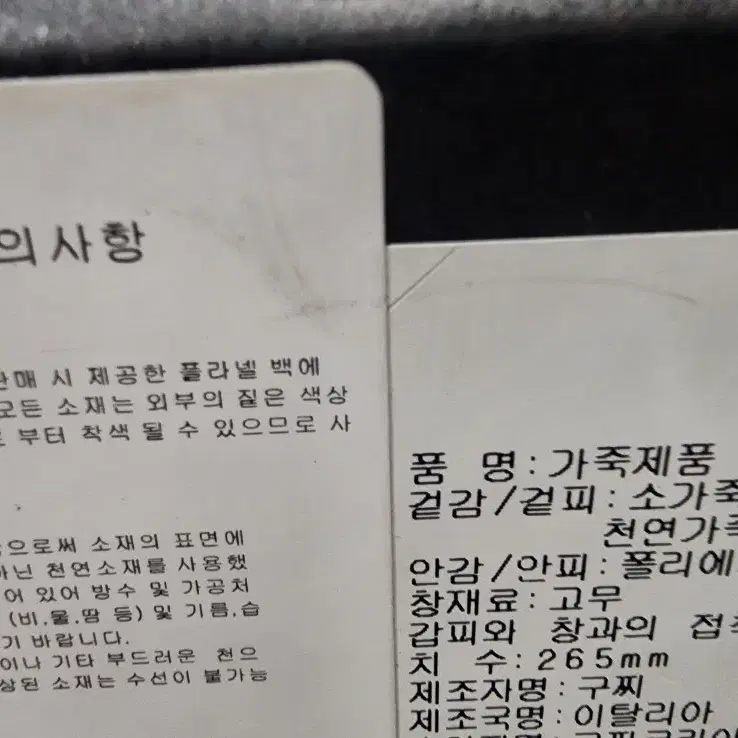 의사항
판매 시 제공한 플라넬 백에
모든 소재는 외부의 짙은 색상
부터 착색 될 수 있으므로 사
으로써 소재의 표면에
아닌 천연소재를 사용했
어 있어 방수 및 가공처
(비,물,땀 등) 및 기름,습
기 바랍니다.
이나 기타 부드러운 천으
상된 소재는 수선이 불가능
품 명:가죽제품
겉감/겉피:소가죽
천연가죽
안감/안피:폴리에
창재료:고무
갑피와 창과의 접착
치 수:265mm
제조자명:구찌
제조국명:이탈리아